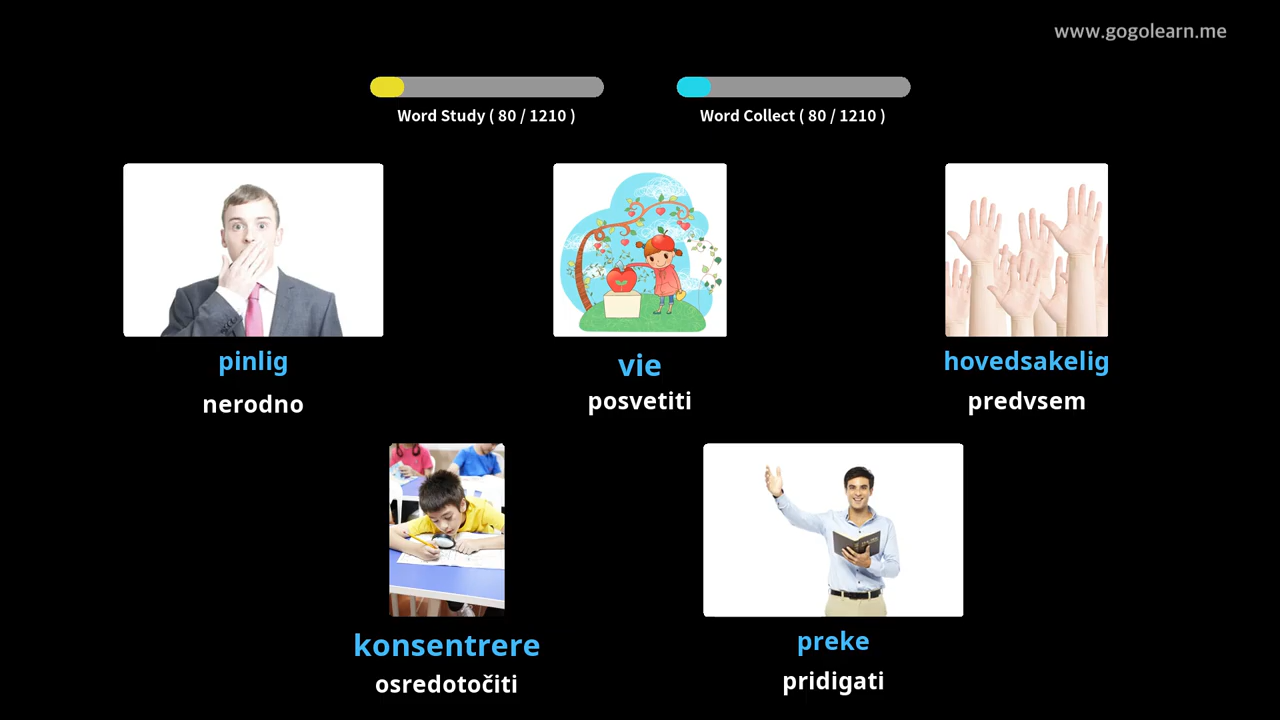 www.gogolearn.me
Word Study ( 80 / 1210 )
Word Collect ( 80 / 1210 )
pinlig
nerodno
vie
posvetiti
hovedsakelig
predvsem
konsentrere
osredotočiti
preke
pridigati